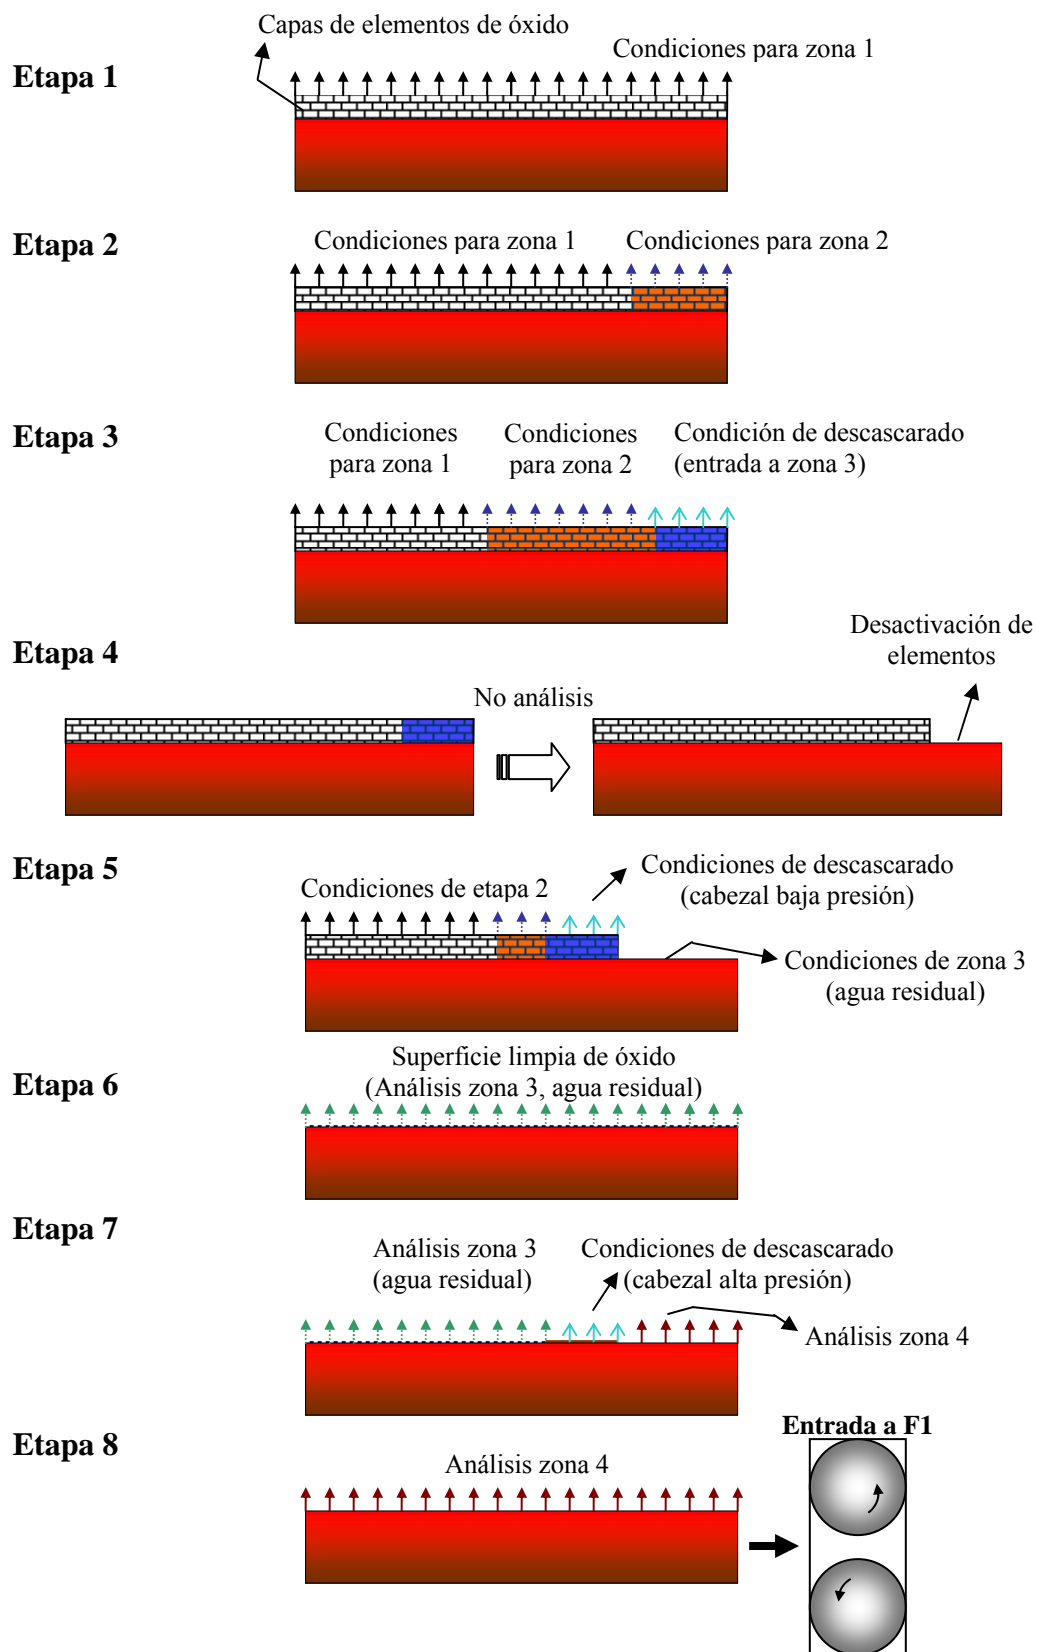 Capas de elementos de óxido
Condiciones para zona 1
Etapa 1
Etapa 2
Condiciones para zona 1
Condiciones para zona 2
Etapa 3
Condiciones
para zona 1
Condiciones
para zona 2
Condición de descascarado
(entrada a zona 3)
Etapa 4
No análisis
Desactivación de
elementos
Etapa 5
Condiciones de etapa 2
Condiciones de descascarado
(cabezal baja presión)
Condiciones de zona 3
(agua residual)
Etapa 6
Superficie limpia de óxido
(Análisis zona 3, agua residual)
Etapa 7
Análisis zona 3
(agua residual)
Condiciones de descascarado
(cabezal alta presión)
Análisis zona 4
Etapa 8
Análisis zona 4
Entrada a F1